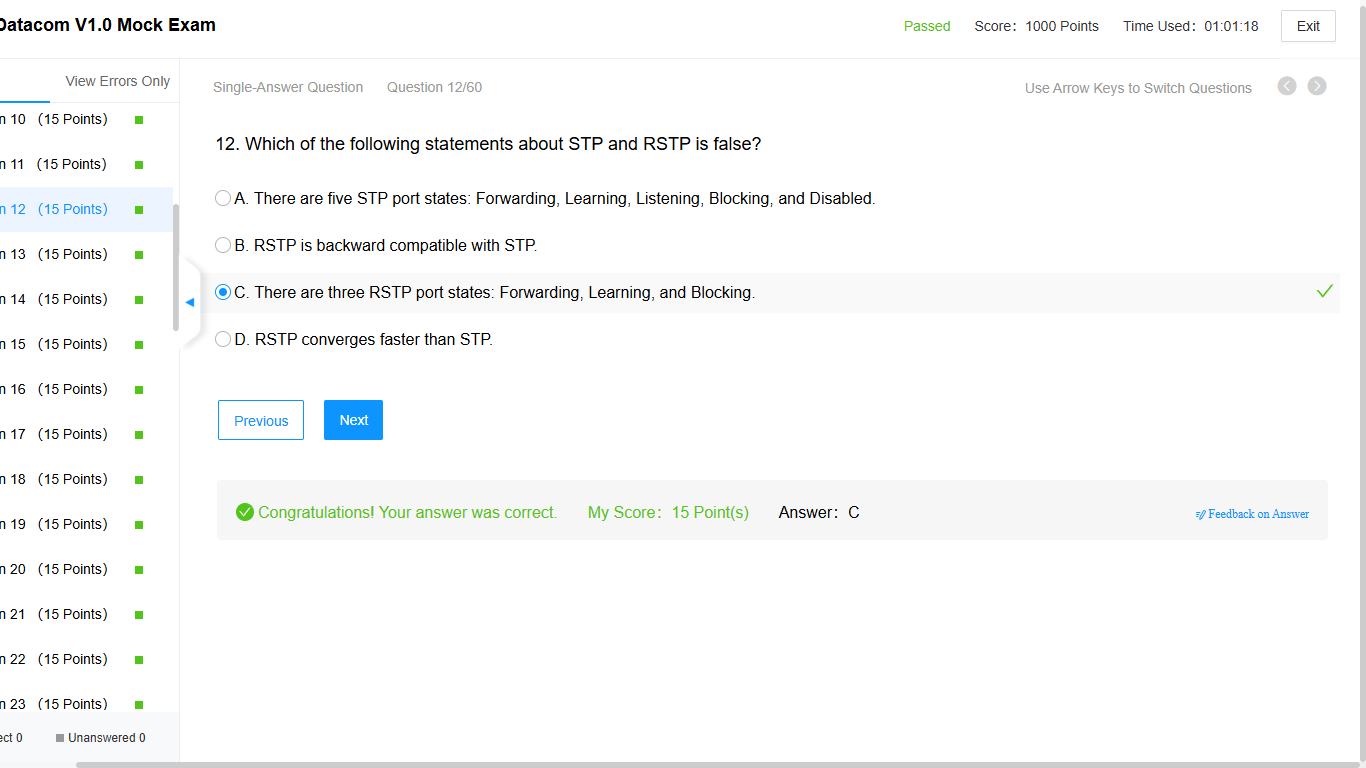 Datacom V1.0 Mock Exam
Passed Score：1000 Points Time Used：01:01:18 Exit
View Errors Only
Single-Answer Question Question 12/60 Use Arrow Keys to Switch Questions
n 10 (15 Points)
n 11 (15 Points)
n 12 (15 Points)
n 13 (15 Points)
n 14 (15 Points)
n 15 (15 Points)
n 16 (15 Points)
n 17 (15 Points)
n 18 (15 Points)
n 19 (15 Points)
n 20 (15 Points)
n 21 (15 Points)
n 22 (15 Points)
n 23 (15 Points)
ect 0 Unanswered 0
12. Which of the following statements about STP and RSTP is false?
A. There are five STP port states: Forwarding, Learning, Listening, Blocking, and Disabled.
B. RSTP is backward compatible with STP.
C. There are three RSTP port states: Forwarding, Learning, and Blocking.
D. RSTP converges faster than STP.
Previous Next
Congratulations! Your answer was correct. My Score：15 Point(s) Answer：C Feedback on Answer